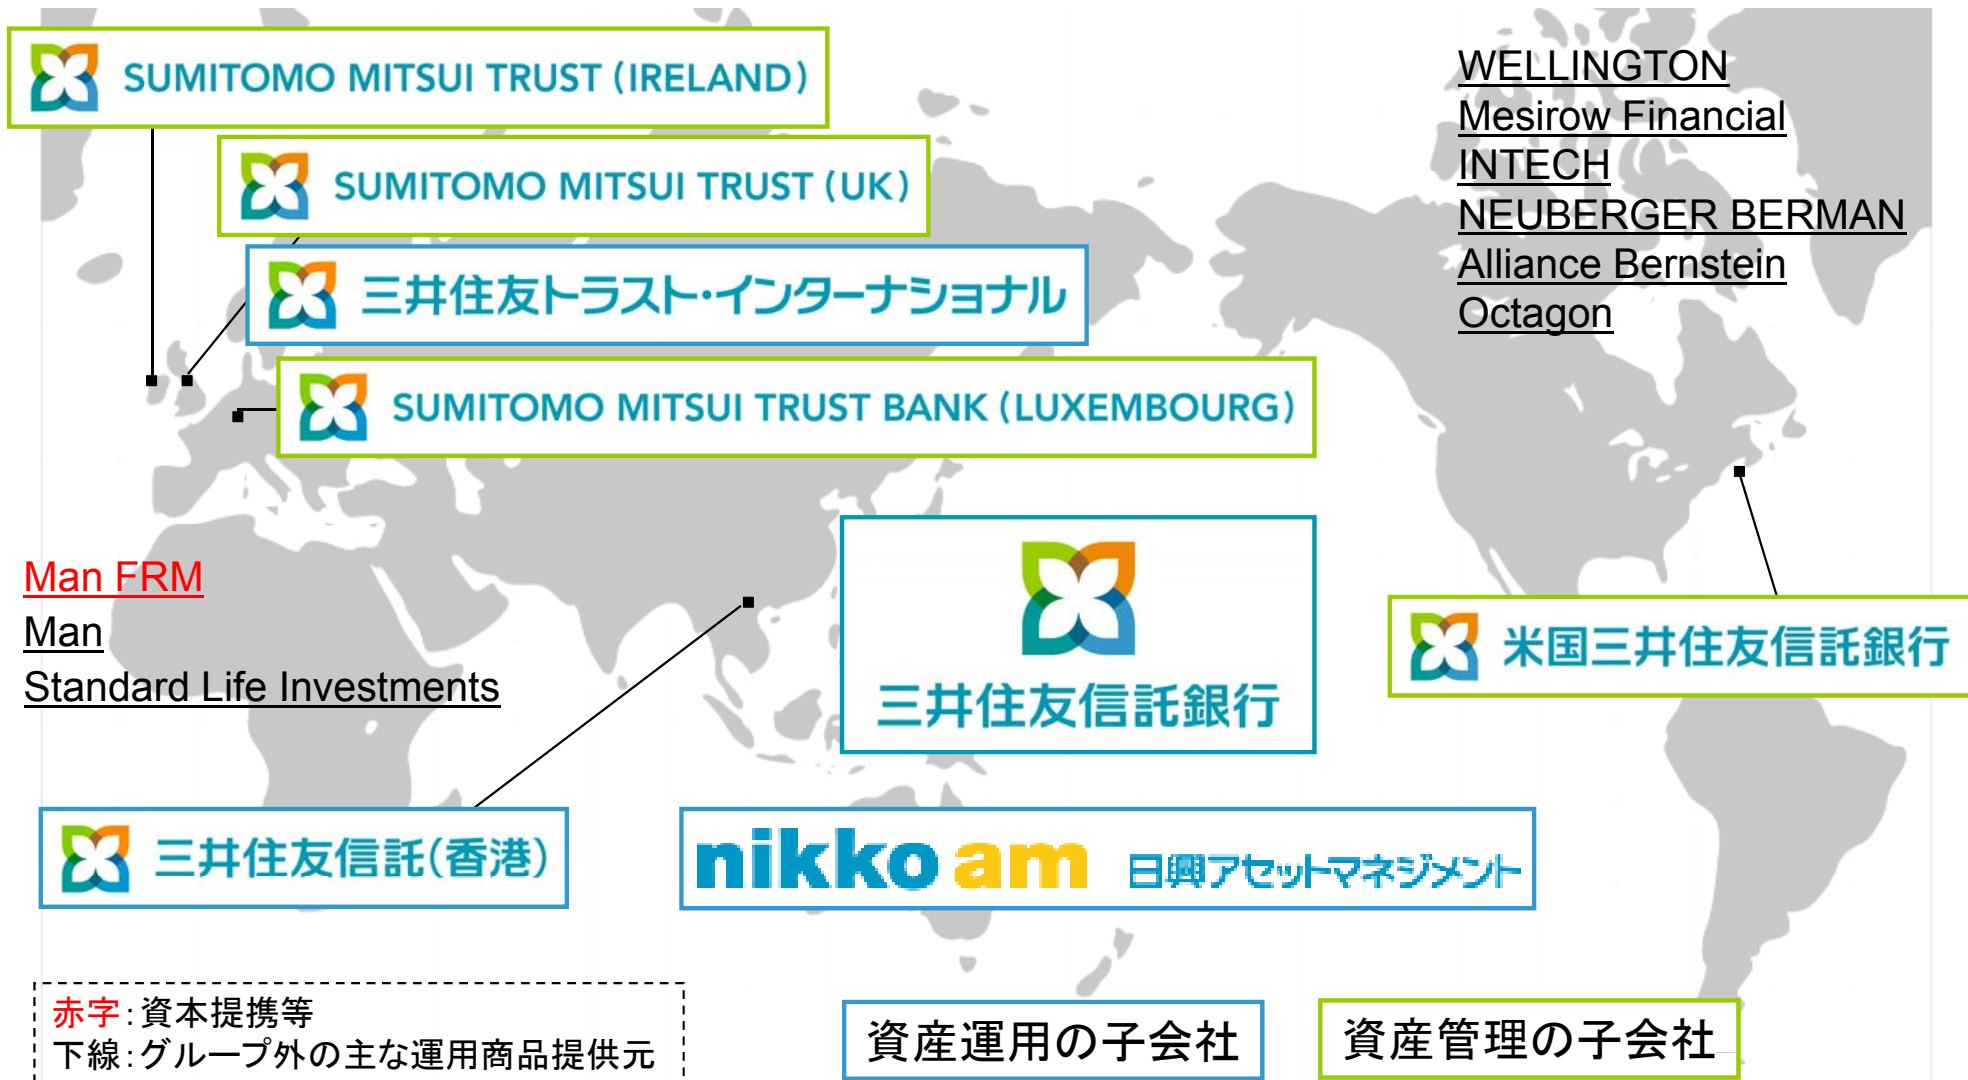 SUMITOMO MITSUI TRUST (IRELAND)
SUMITOMO MITSUI TRUST (UK)
三井住友トラスト・インターナショナル
SUMITOMO MITSUI TRUST BANK (LUXEMBOURG)
WELLINGTON
Mesirow Financial
INTECH
NEUBERGER BERMAN
Alliance Bernstein
Octagon
Man FRM
Man
Standard Life Investments
三井住友信託銀行
米国三井住友信託銀行
三井住友信託(香港)
nikko am 日興アセットマネジメント
赤字:資本提携等
下線:グループ外の主な運用商品提供元
資産運用の子会社
資産管理の子会社